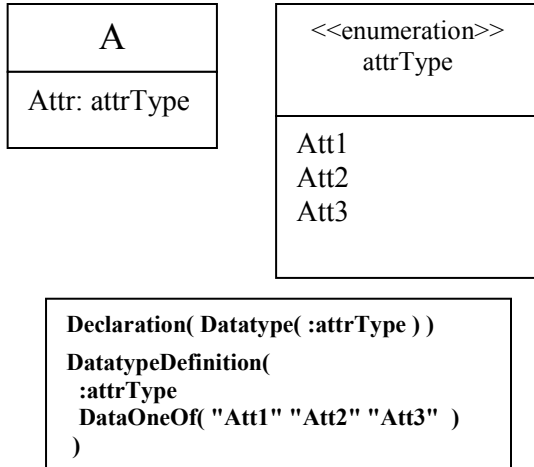 A
Attr: attrType
<<enumeration>>
attrType
Att1
Att2
Att3
Declaration( Datatype( :attrType ) )
DatatypeDefinition(
:attrType
DataOneOf( "Att1" "Att2" "Att3" )
)